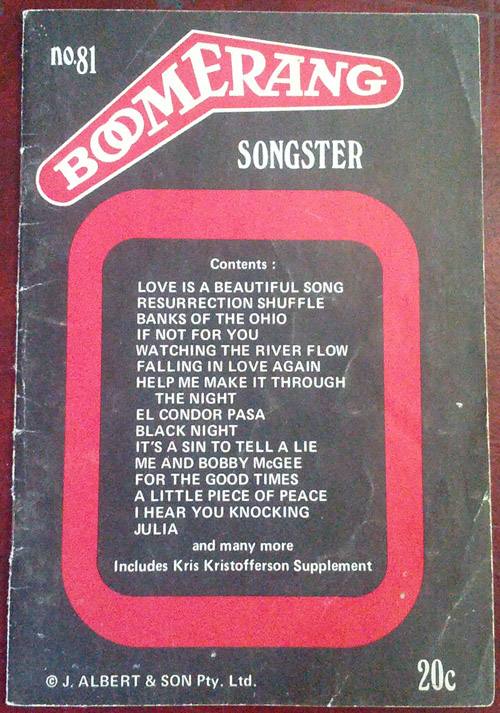 no.81
BOOMERANG
SONGSTER
Contents :
LOVE IS A BEAUTIFUL SONG
RESURRECTION SHUFFLE
BANKS OF THE OHIO
IF NOT FOR YOU
WATCHING THE RIVER FLOW
FALLING IN LOVE AGAIN
HELP ME MAKE IT THROUGH
THE NIGHT
EL CONDOR PASA
BLACK NIGHT
IT'S A SIN TO TELL A LIE
ME AND BOBBY McGEE
FOR THE GOOD TIMES
A LITTLE PIECE OF PEACE
I HEAR YOU KNOCKING
JULIA
and many more
Includes Kris Kristofferson Supplement
© J. ALBERT & SON Pty. Ltd.
20c